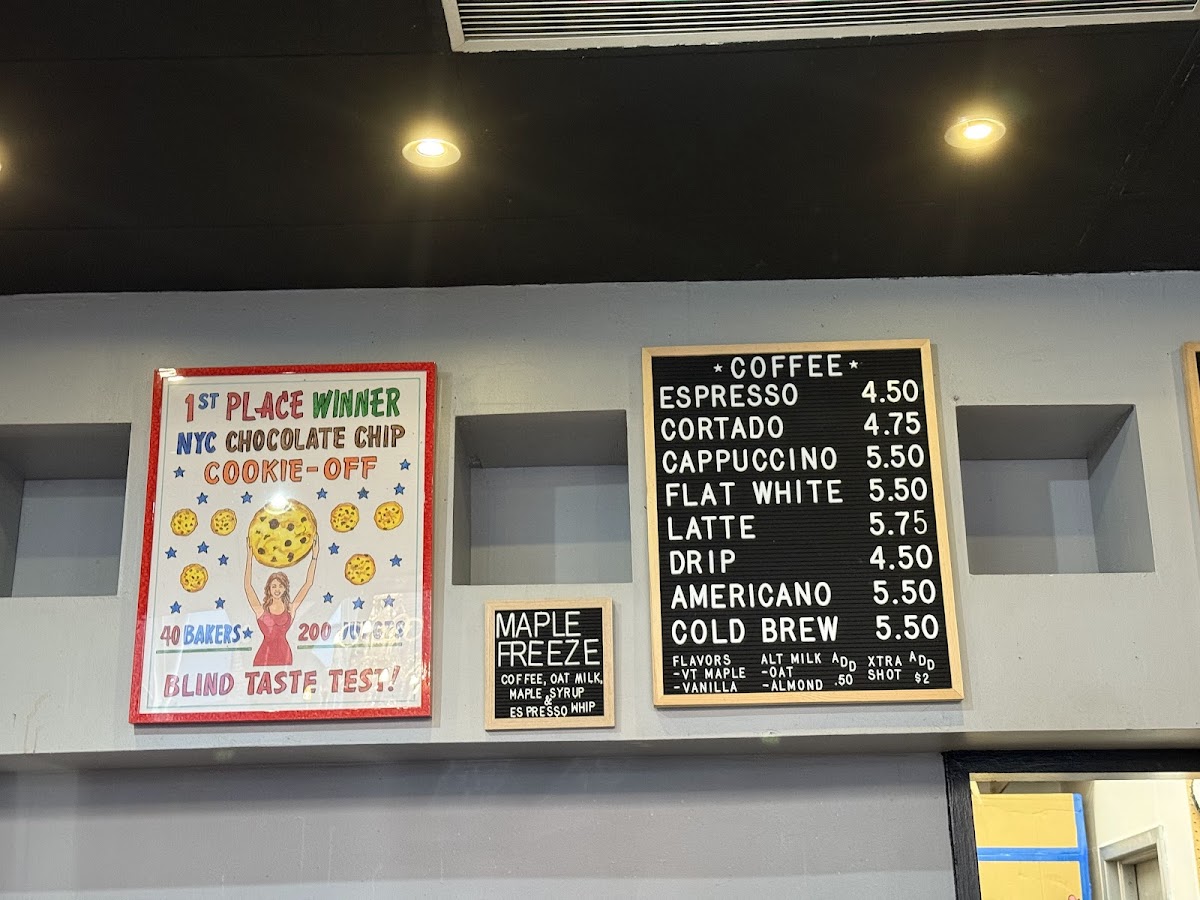 1ST PLACE WINNER
NYC CHOCOLATE CHIP
COOKIE-OFF
40 BAKERS★ 200 JUDGES
BLIND TASTE TEST!
MAPLE
FREEZE
COFFEE, OAT MILK,
MAPLE SYRUP
&
ESPRESSO WHIP
★COFFEE★
ESPRESSO 4.50
CORTADO 4.75
CAPPUCCINO 5.50
FLAT WHITE 5.50
LATTE 5.75
DRIP 4.50
AMERICANO 5.50
COLD BREW 5.50
FLAVORS
-VT MAPLE
-VANILLA
ALT MILK ADD
-OAT
-ALMOND .50
XTRA ADD
SHOT $2